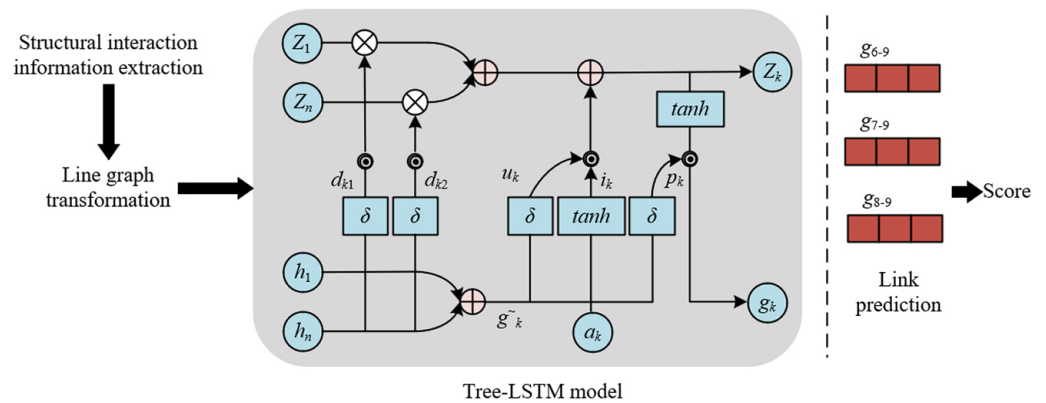 Structural interaction
information extraction
Line graph
transformation
Z1
Zn
Zk
tanh
dk1
dk2
uk
ik
pk
δ
δ
δ
tanh
δ
h1
hn
g~k
ak
gk
Tree-LSTM model
g6-9
g7-9
g8-9
Score
Link
prediction